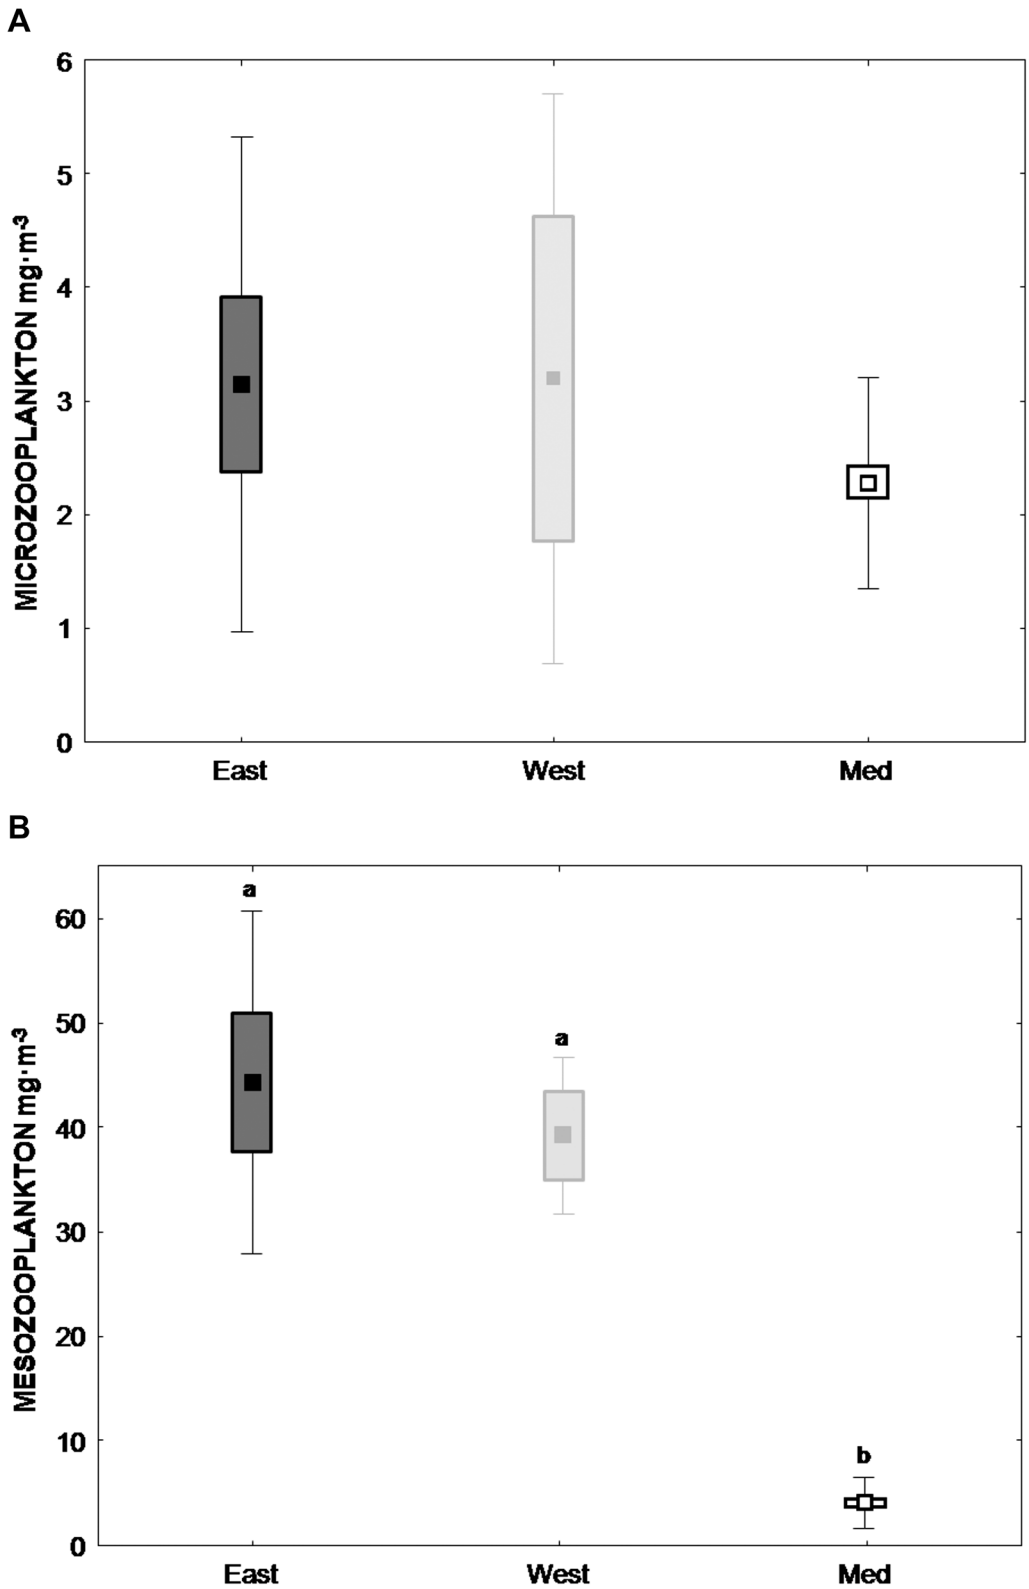 A
MICROZOOPLANKTON mg·m⁻³
6
5
4
3
2
1
0
East West Med
B
MESOZOOPLANKTON mg·m⁻³
60
50
40
30
20
10
0
a
a
b
East West Med